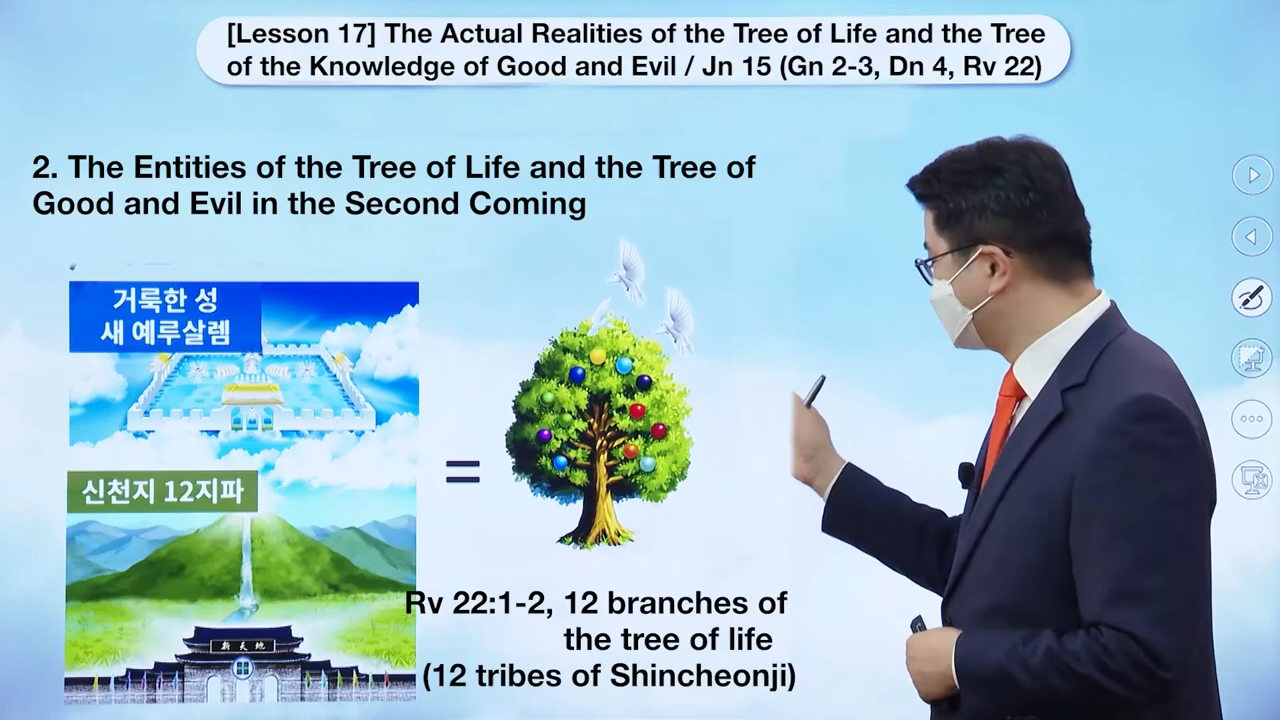 [Lesson 17] The Actual Realities of the Tree of Life and the Tree
of the Knowledge of Good and Evil / Jn 15 (Gn 2-3, Dn 4, Rv 22)
2. The Entities of the Tree of Life and the Tree of
Good and Evil in the Second Coming
거룩한 성
새 예루살렘
신천지 12지파
新天地
=
Rv 22:1-2, 12 branches of
the tree of life
(12 tribes of Shincheonji)